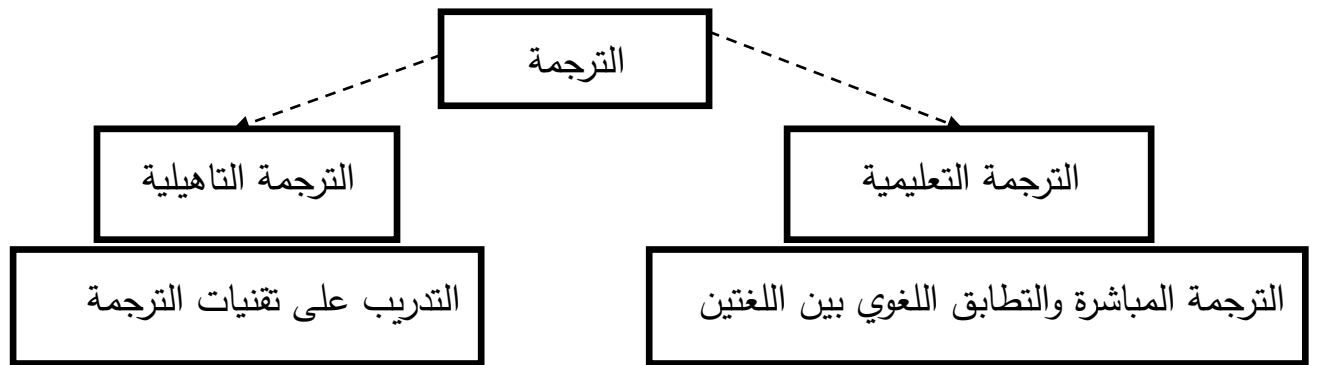 الترجمة
الترجمة التعليمية
الترجمة التاهيلية
الترجمة المباشرة والتطابق اللغوي بين اللغتين
التدريب على تقنيات الترجمة